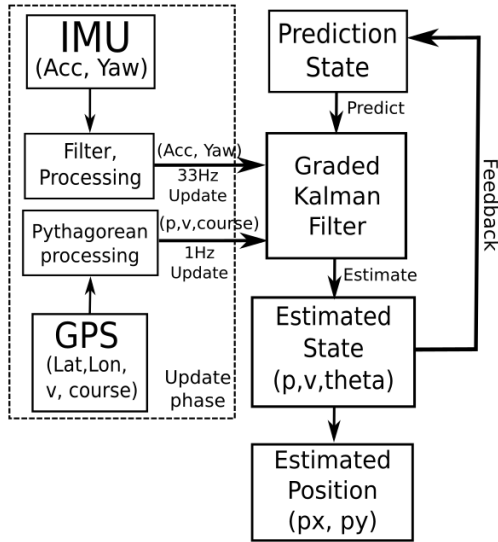 IMU
(Acc, Yaw)
Filter,
Processing
(Acc, Yaw)
33Hz
Update
Pythagorean
processing
(p,v,course)
1Hz
Update
GPS
(Lat,Lon,
v, course)
Update
phase
Prediction
State
Predict
Graded
Kalman
Filter
Estimate
Estimated
State
(p,v,theta)
Feedback
Estimated
Position
(px, py)